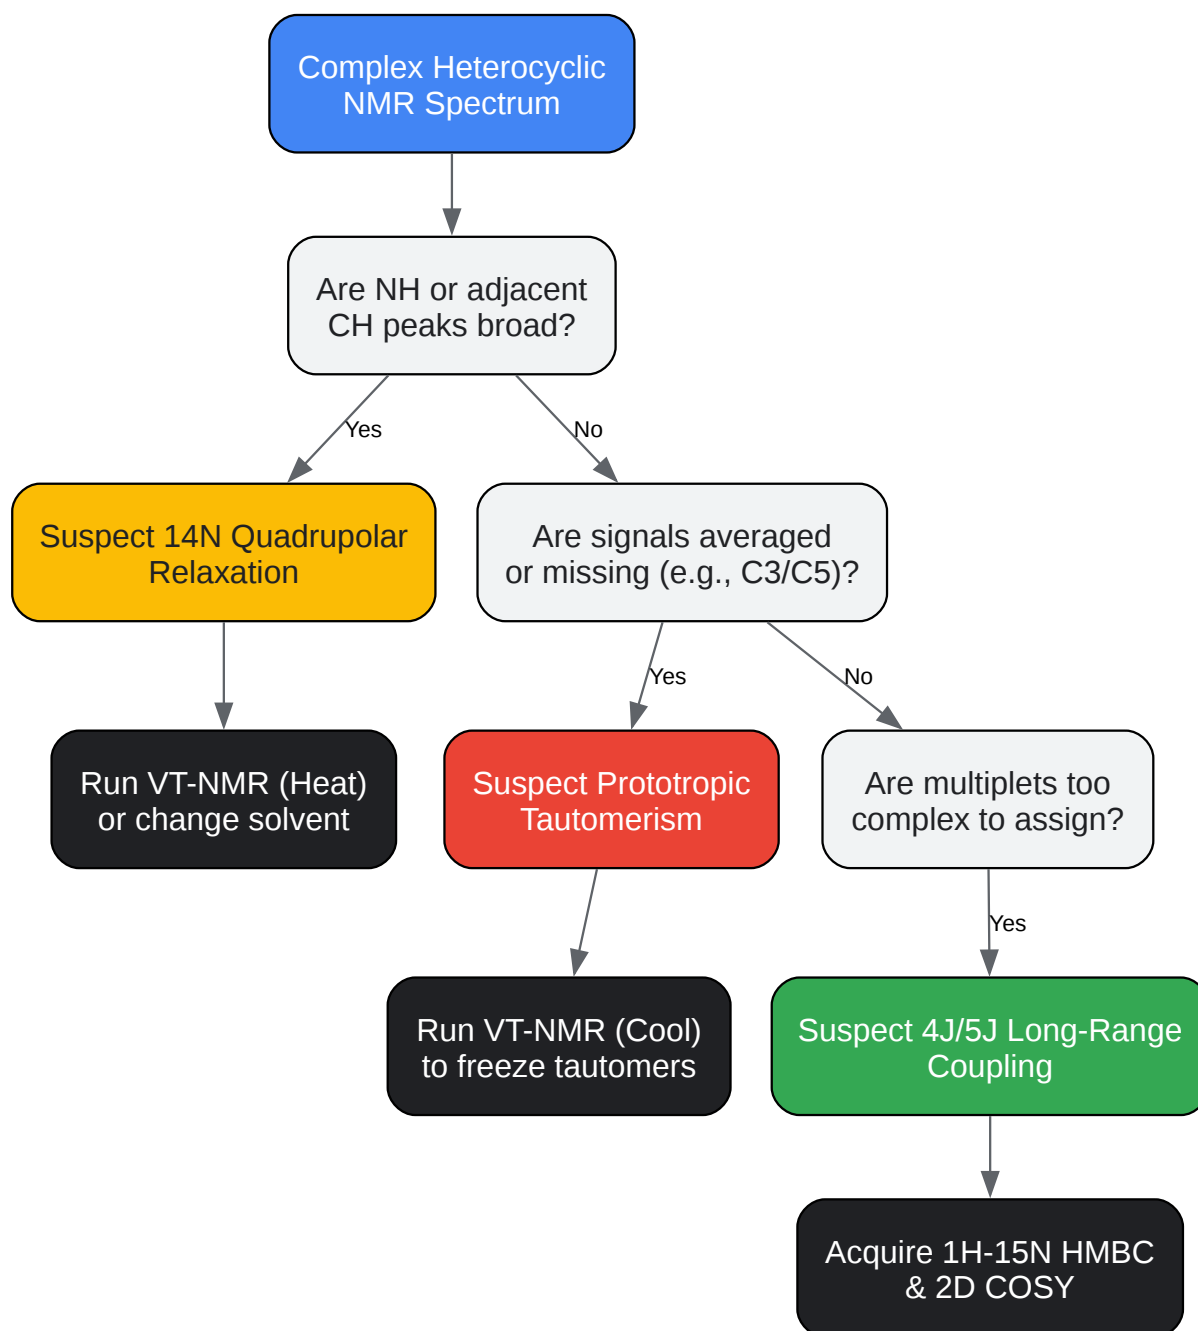 Complex Heterocyclic
NMR Spectrum
Are NH or adjacent
CH peaks broad?
Yes
No
Suspect 14N Quadrupolar
Relaxation
Are signals averaged
or missing (e.g., C3/C5)?
Yes
No
Run VT-NMR (Heat)
or change solvent
Suspect Prototropic
Tautomerism
Are multiplets too
complex to assign?
Yes
Run VT-NMR (Cool)
to freeze tautomers
Suspect 4J/5J Long-Range
Coupling
Acquire 1H-15N HMBC
& 2D COSY